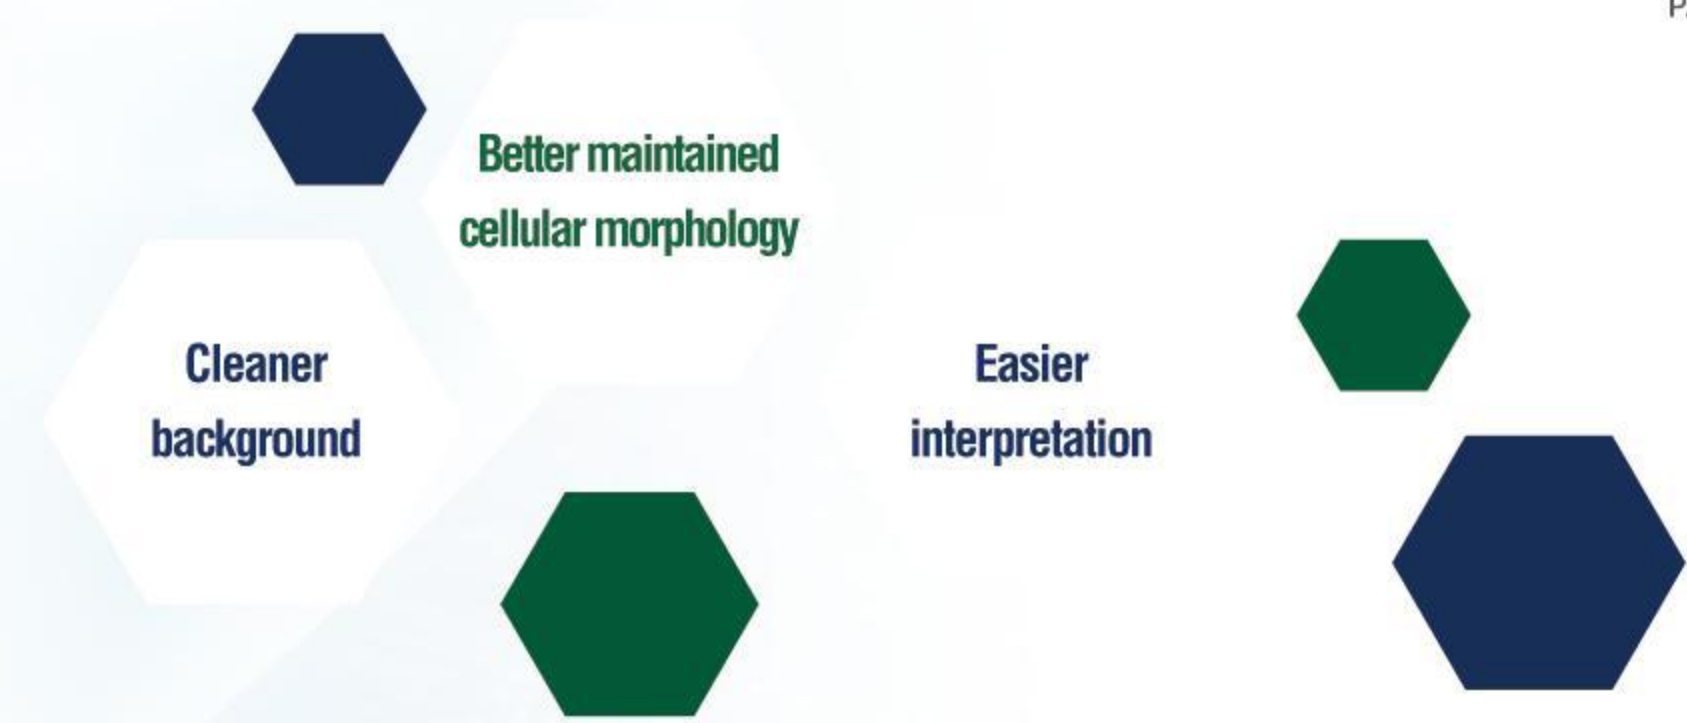 Better maintained
cellular morphology
Cleaner
background
Easier
interpretation